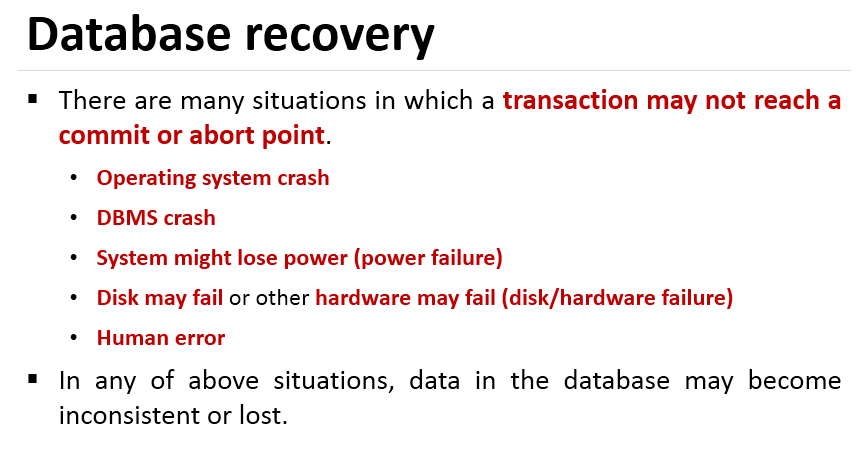 Database recovery
▪ There are many situations in which a transaction may not reach a
commit or abort point.
• Operating system crash
• DBMS crash
• System might lose power (power failure)
• Disk may fail or other hardware may fail (disk/hardware failure)
• Human error
▪ In any of above situations, data in the database may become
inconsistent or lost.